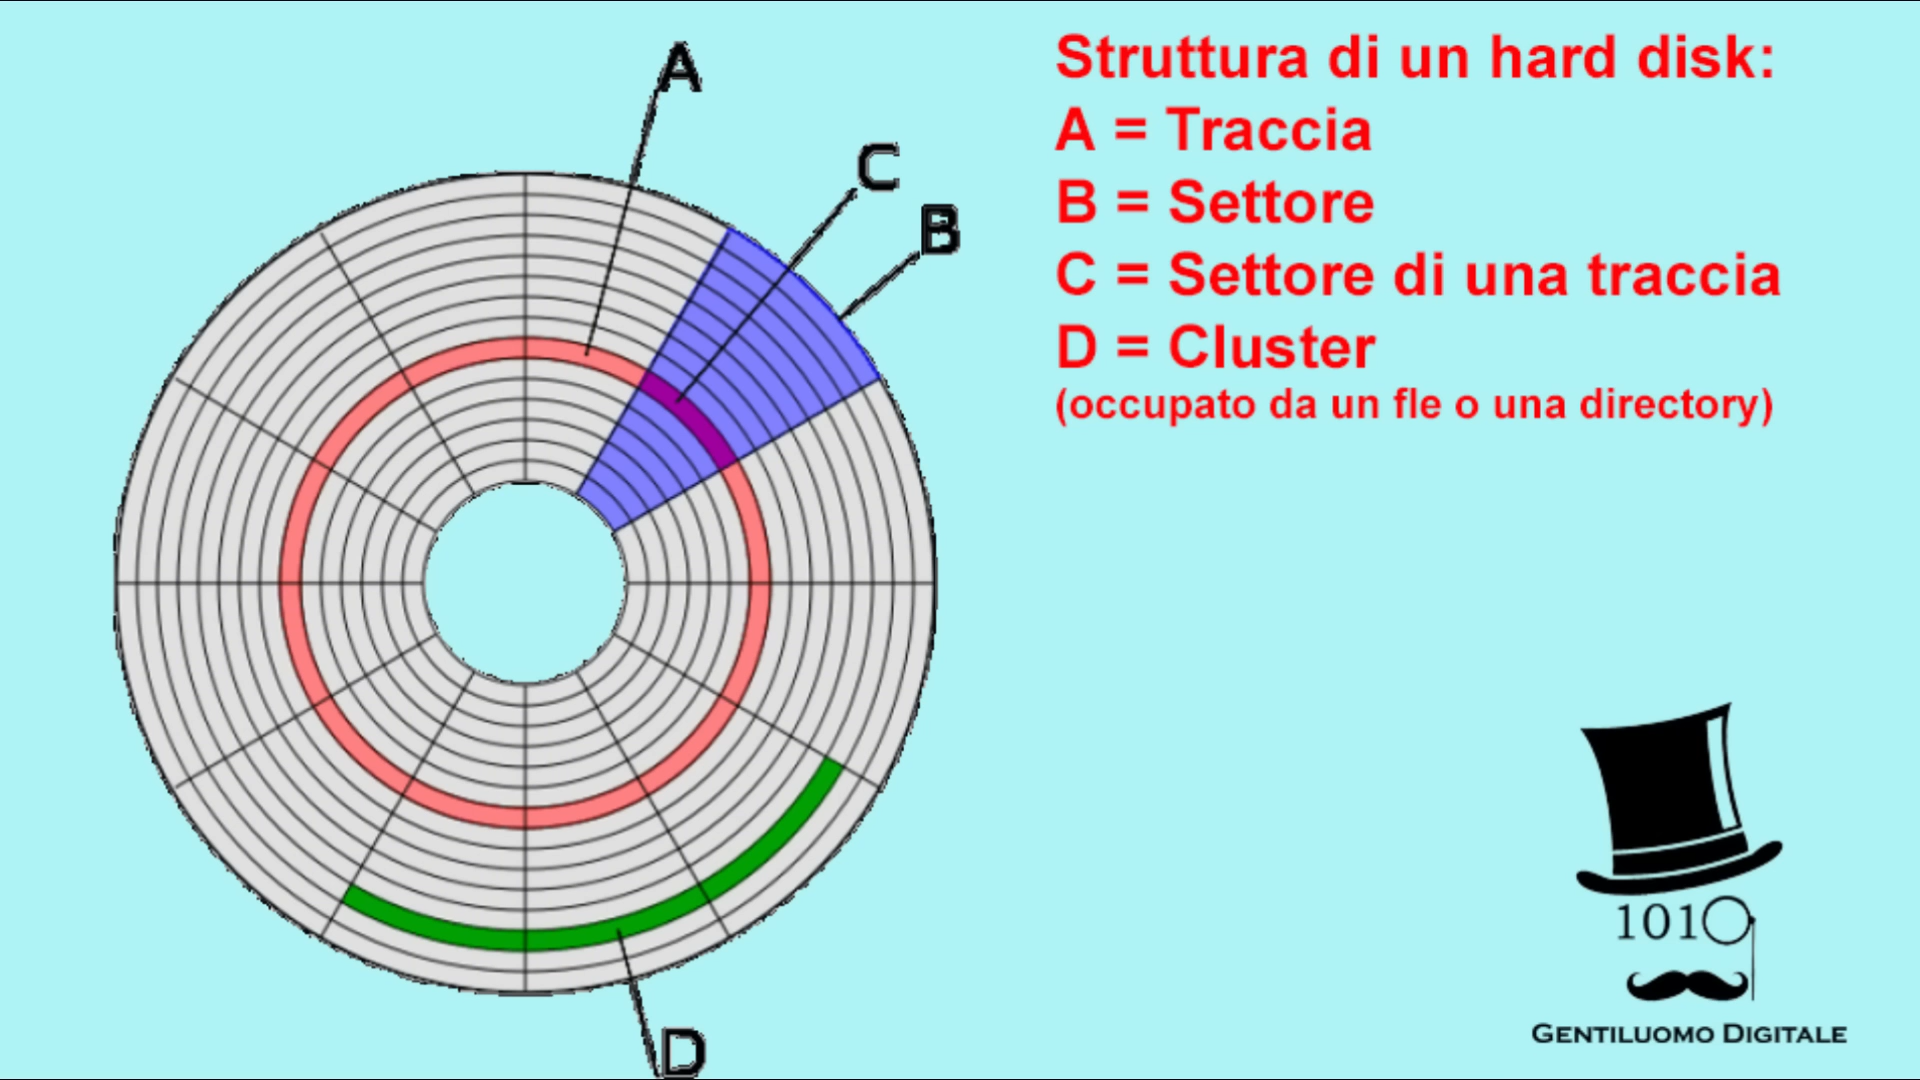 A
C
B
D
Struttura di un hard disk:
A = Traccia
B = Settore
C = Settore di una traccia
D = Cluster
(occupato da un fle o una directory)
1010
GENTILUOMO DIGITALE